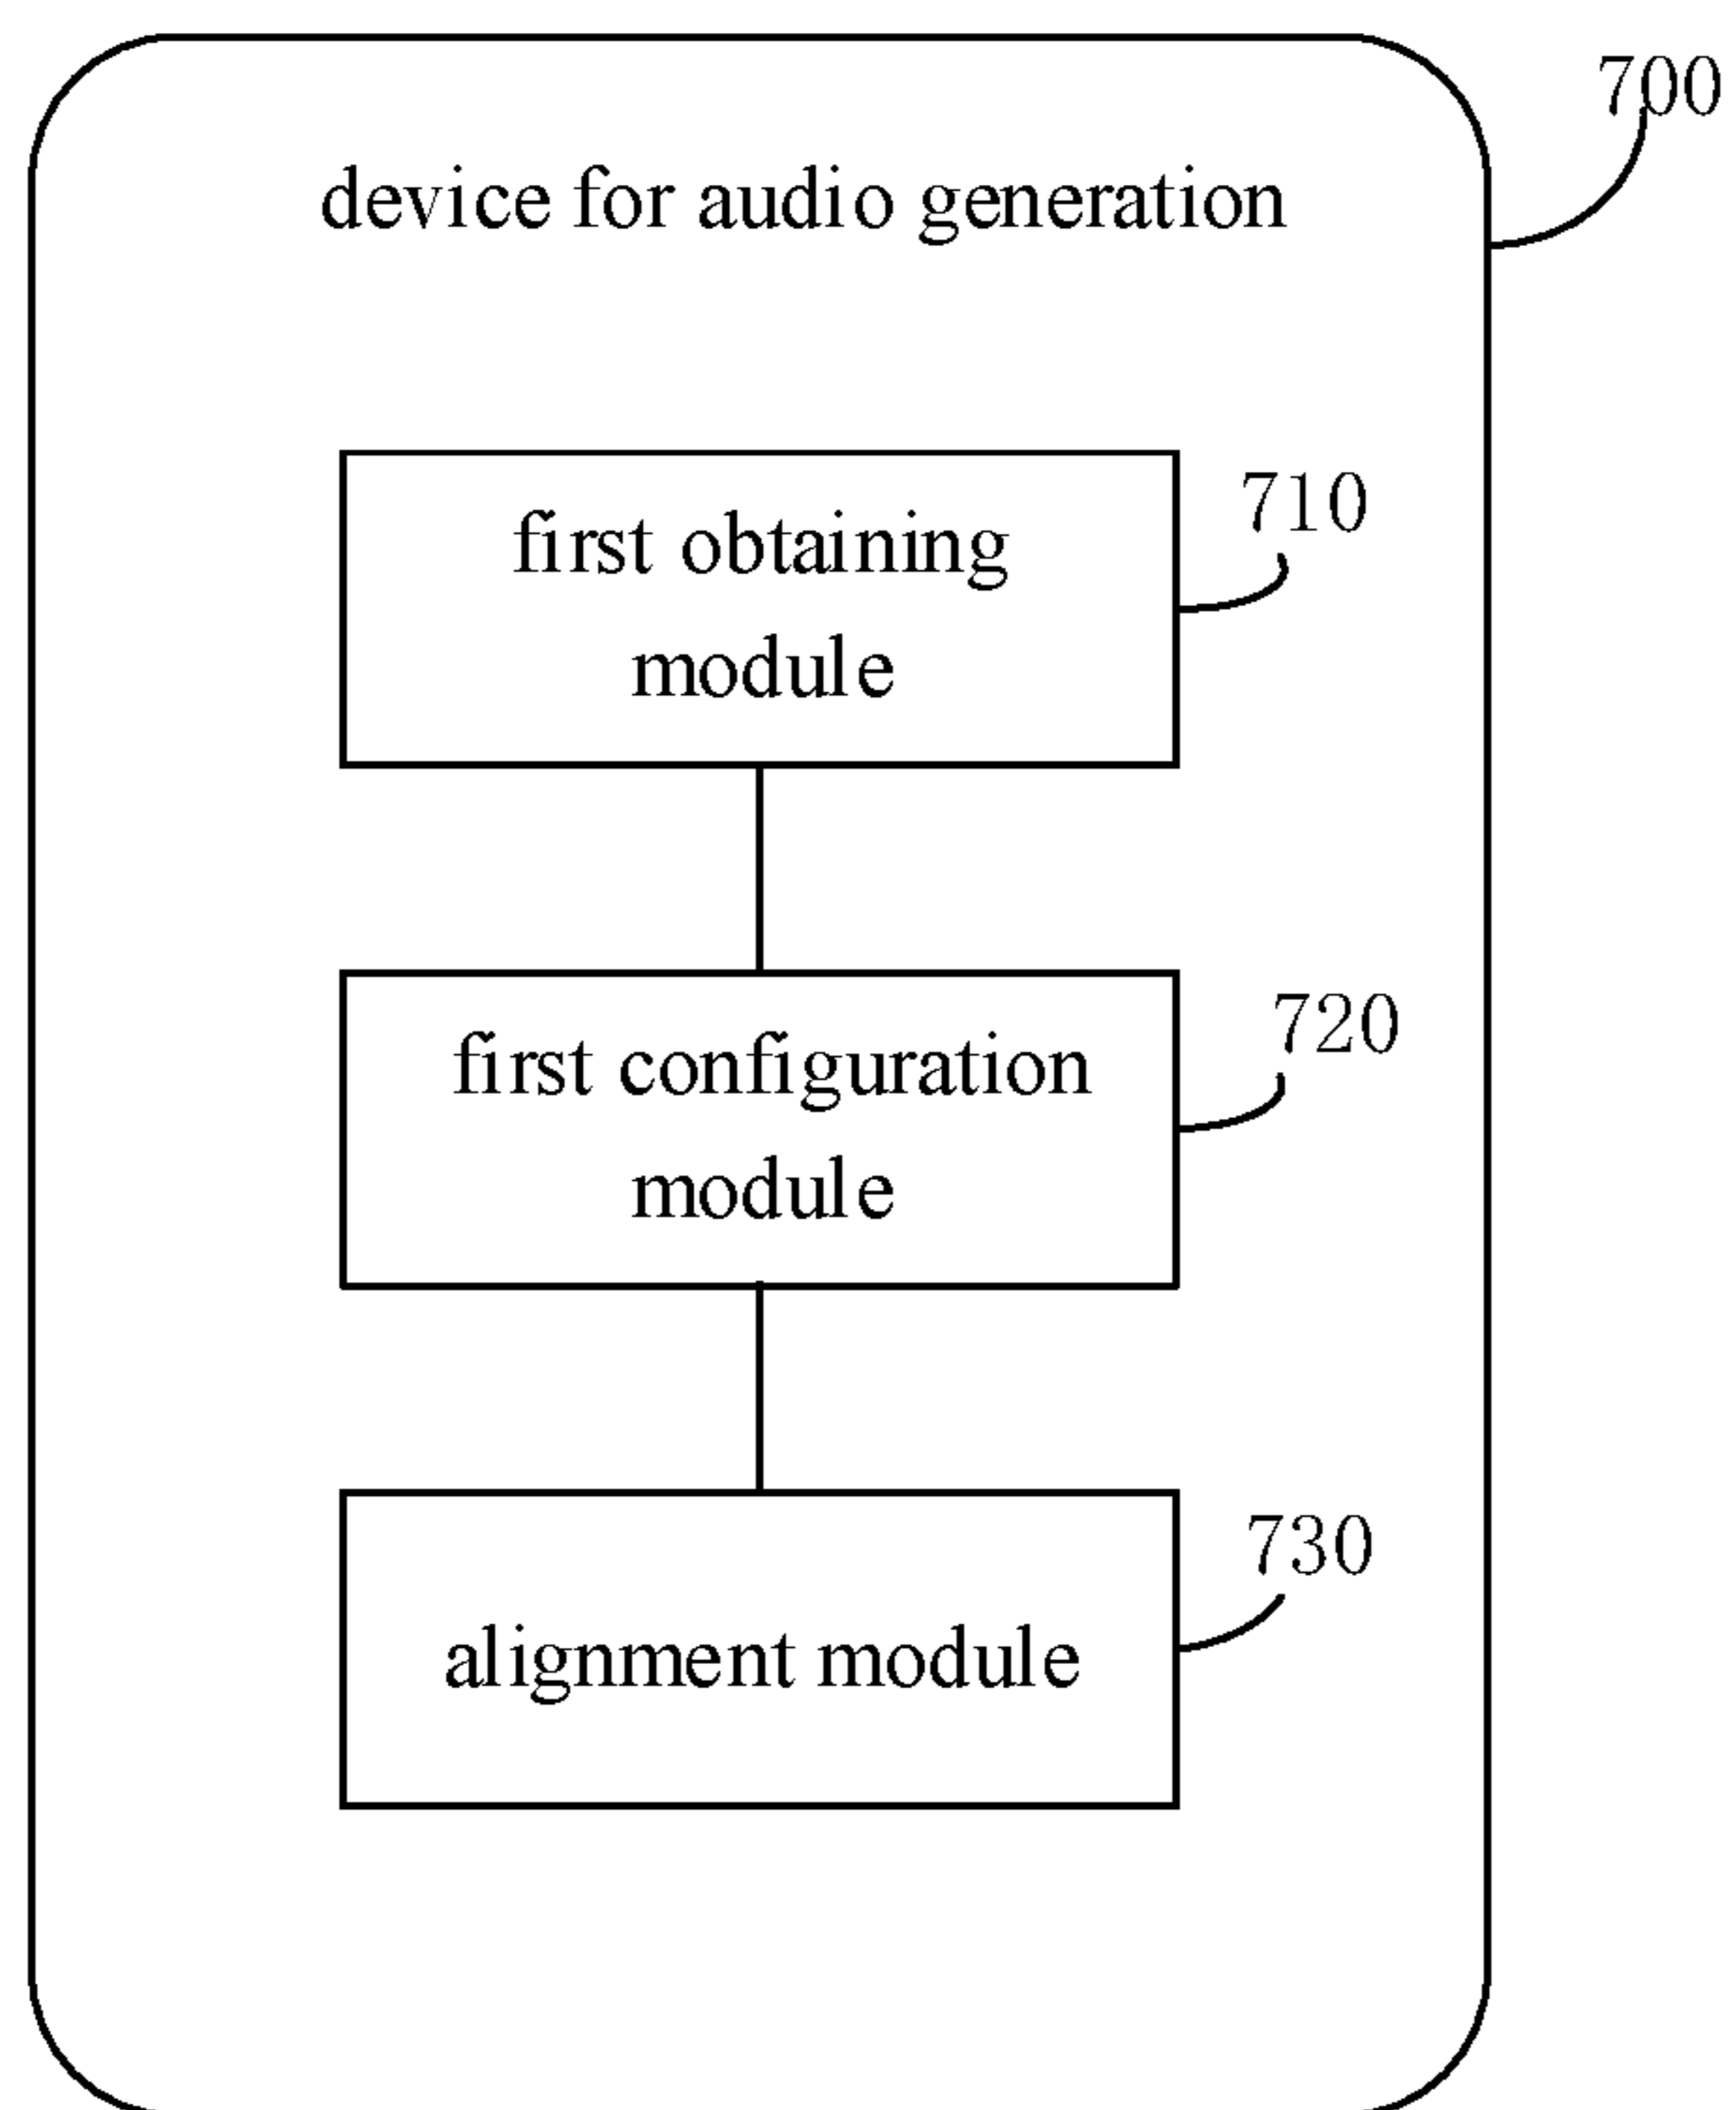 700
device for audio generation
710
first obtaining
module
720
first configuration
module
730
alignment module